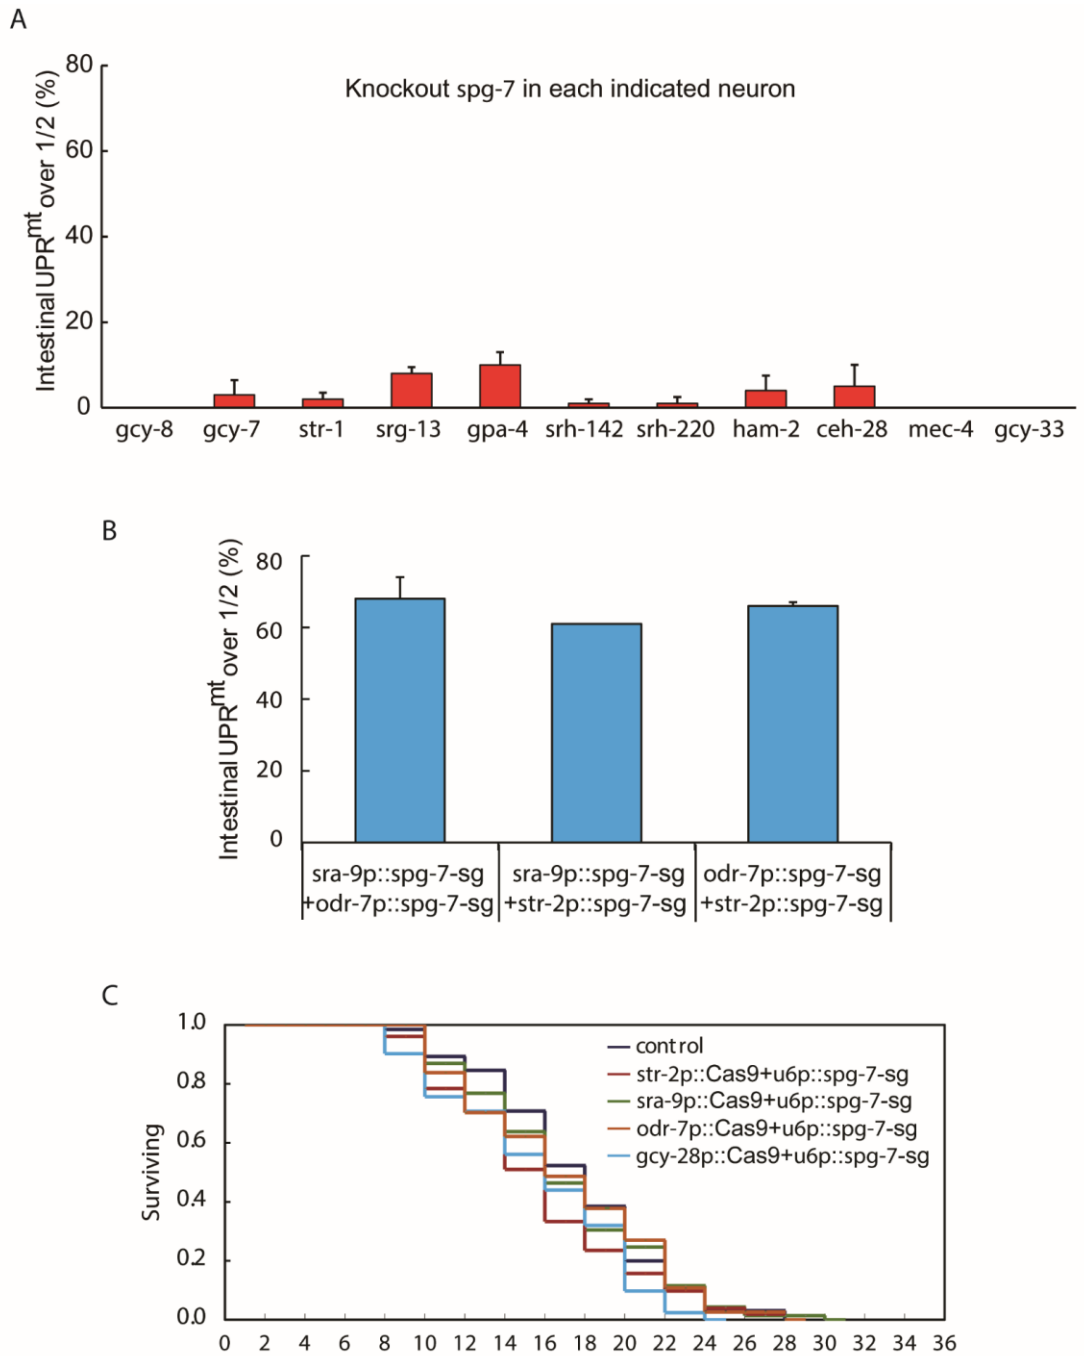 A
Intestinal UPRmt over 1/2 (%)
80
60
40
20
0
Knockout spg-7 in each indicated neuron
gcy-8 gcy-7 str-1 srg-13 gpa-4 srh-142 srh-220 ham-2 ceh-28 mec-4 gcy-33
B
Intestinal UPRmt over 1/2 (%)
80
60
40
20
0
sra-9p::spg-7-sg
+odr-7p::spg-7-sg
sra-9p::spg-7-sg
+str-2p::spg-7-sg
odr-7p::spg-7-sg
+str-2p::spg-7-sg
C
Surviving
1.0
0.8
0.6
0.4
0.2
0.0
control
str-2p::Cas9+u6p::spg-7-sg
sra-9p::Cas9+u6p::spg-7-sg
odr-7p::Cas9+u6p::spg-7-sg
gcy-28p::Cas9+u6p::spg-7-sg
0 2 4 6 8 10 12 14 16 18 20 22 24 26 28 30 32 34 36